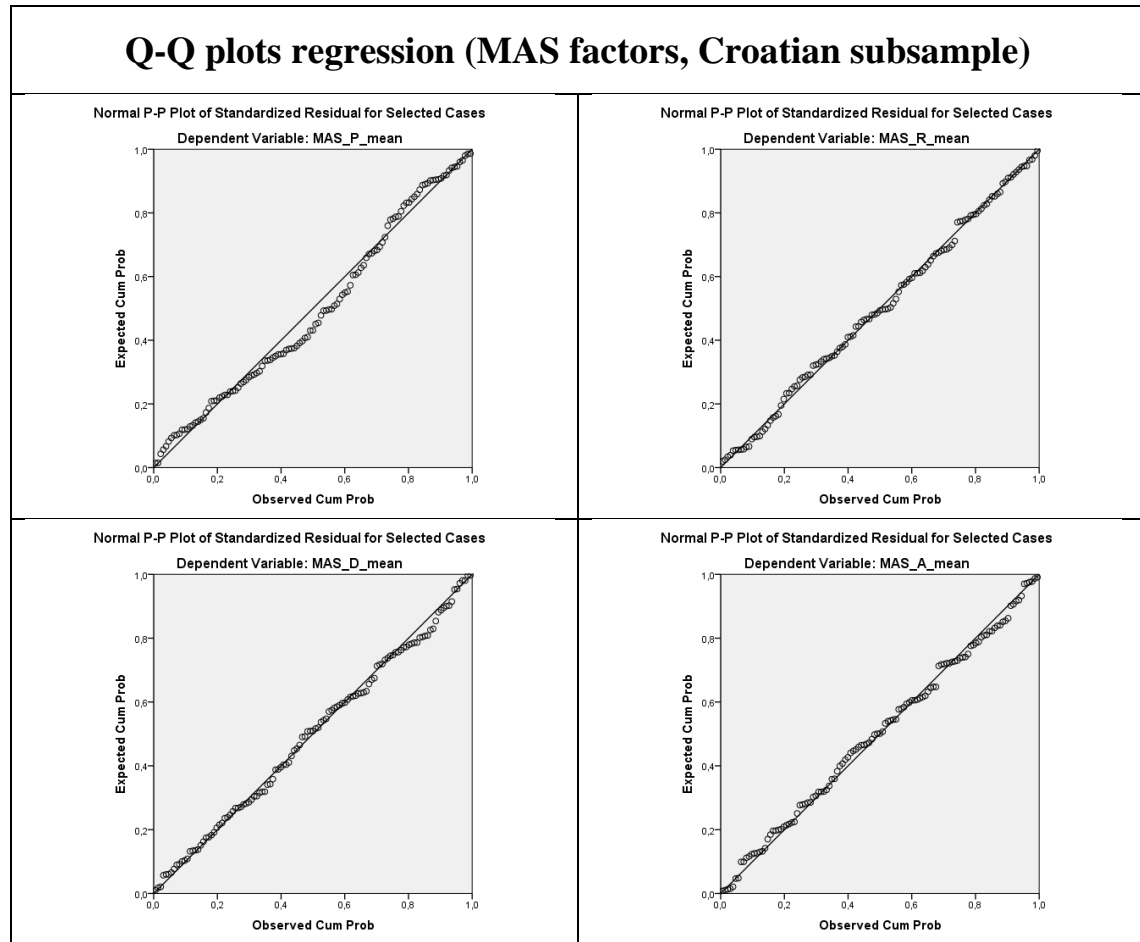 Q-Q plots regression (MAS factors, Croatian subsample)
Normal P-P Plot of Standardized Residual for Selected Cases
Dependent Variable: MAS_P_mean
1,0
0,8
0,6
0,4
0,2
0,0
Expected Cum Prob
0,0 0,2 0,4 0,6 0,8 1,0
Observed Cum Prob
Normal P-P Plot of Standardized Residual for Selected Cases
Dependent Variable: MAS_R_mean
1,0
0,8
0,6
0,4
0,2
0,0
Expected Cum Prob
0,0 0,2 0,4 0,6 0,8 1,0
Observed Cum Prob
Normal P-P Plot of Standardized Residual for Selected Cases
Dependent Variable: MAS_D_mean
1,0
0,8
0,6
0,4
0,2
0,0
Expected Cum Prob
0,0 0,2 0,4 0,6 0,8 1,0
Observed Cum Prob
Normal P-P Plot of Standardized Residual for Selected Cases
Dependent Variable: MAS_A_mean
1,0
0,8
0,6
0,4
0,2
0,0
Expected Cum Prob
0,0 0,2 0,4 0,6 0,8 1,0
Observed Cum Prob